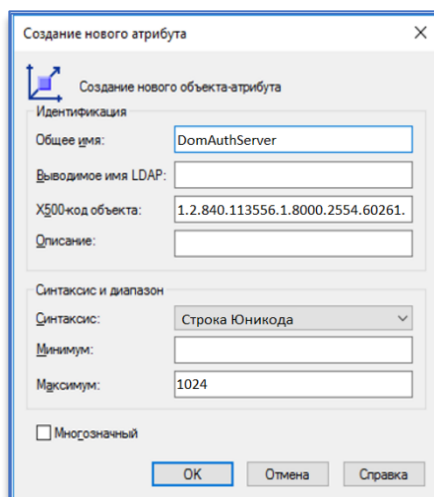 Создание нового атрибута
Создание нового объекта-атрибута
Идентификация
Общее имя: DomAuthServer
Выводимое имя LDAP:
X500-код объекта: 1.2.840.113556.1.8000.2554.60261.
Описание:
Синтаксис и диапазон
Синтаксис: Строка Юникода
Минимум:
Максимум: 1024
Многозначный
OK Отмена Справка